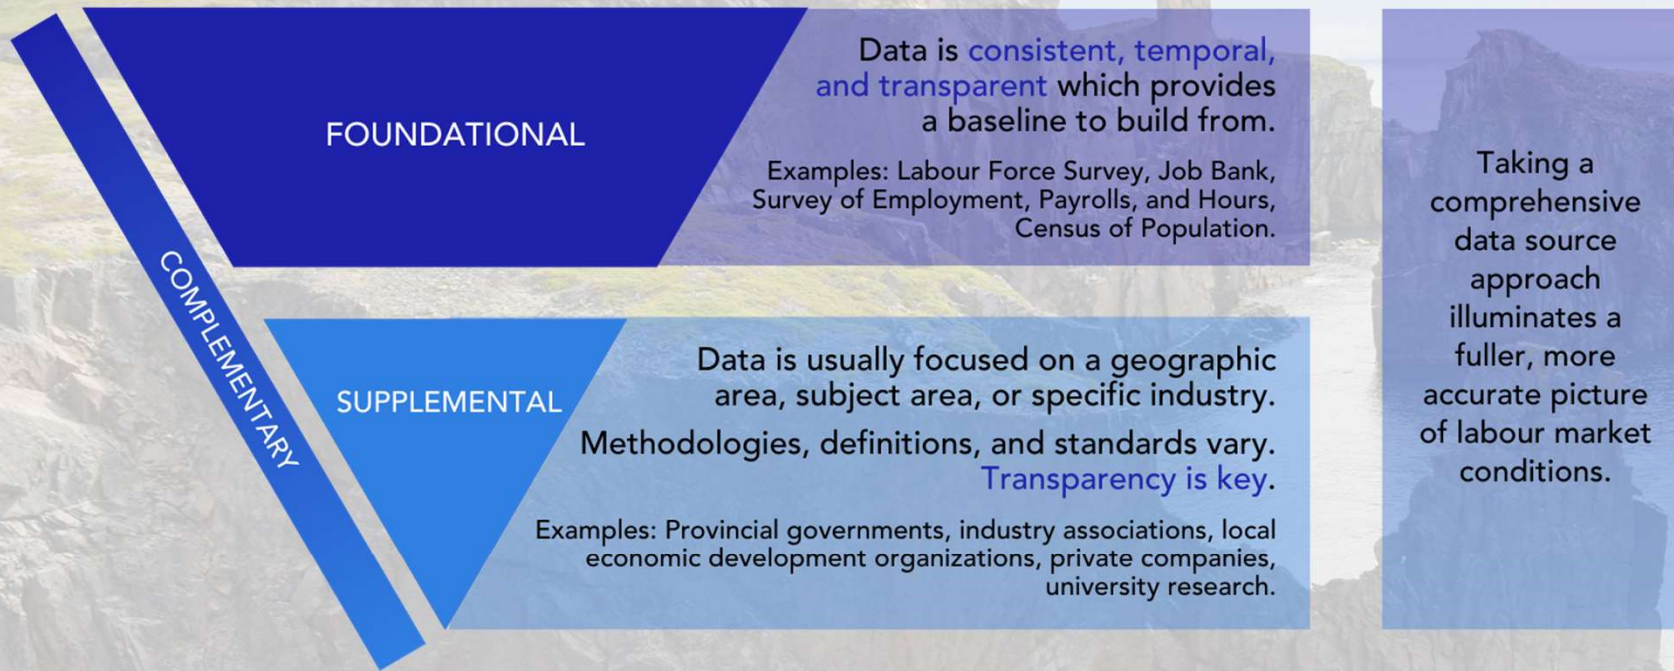 FOUNDATIONAL
Data is consistent, temporal,
and transparent which provides
a baseline to build from.
Examples: Labour Force Survey, Job Bank,
Survey of Employment, Payrolls, and Hours,
Census of Population.
COMPLEMENTARY
SUPPLEMENTAL
Data is usually focused on a geographic
area, subject area, or specific industry.
Methodologies, definitions, and standards vary.
Transparency is key.
Examples: Provincial governments, industry associations, local
economic development organizations, private companies,
university research.
Taking a
comprehensive
data source
approach
illuminates a
fuller, more
accurate picture
of labour market
conditions.